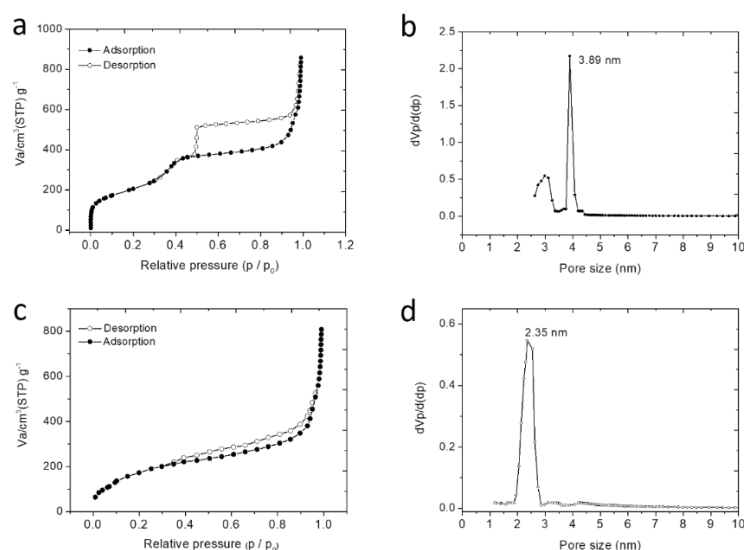 a
Adsorption
Desorption
1000
800
600
400
200
0
Va/cm³(STP) g⁻¹
0.0 0.2 0.4 0.6 0.8 1.0 1.2
Relative pressure (p / p₀)
b
2.5
2.0
1.5
1.0
0.5
0.0
dVp/d(dp)
3.89 nm
0 1 2 3 4 5 6 7 8 9 10
Pore size (nm)
c
Desorption
Adsorption
800
600
400
200
0
Va/cm³(STP) g⁻¹
0.0 0.2 0.4 0.6 0.8 1.0
Relative pressure (p / p₀)
d
0.6
0.4
0.2
0.0
dVp/d(dp)
2.35 nm
0 1 2 3 4 5 6 7 8 9 10
Pore size (nm)